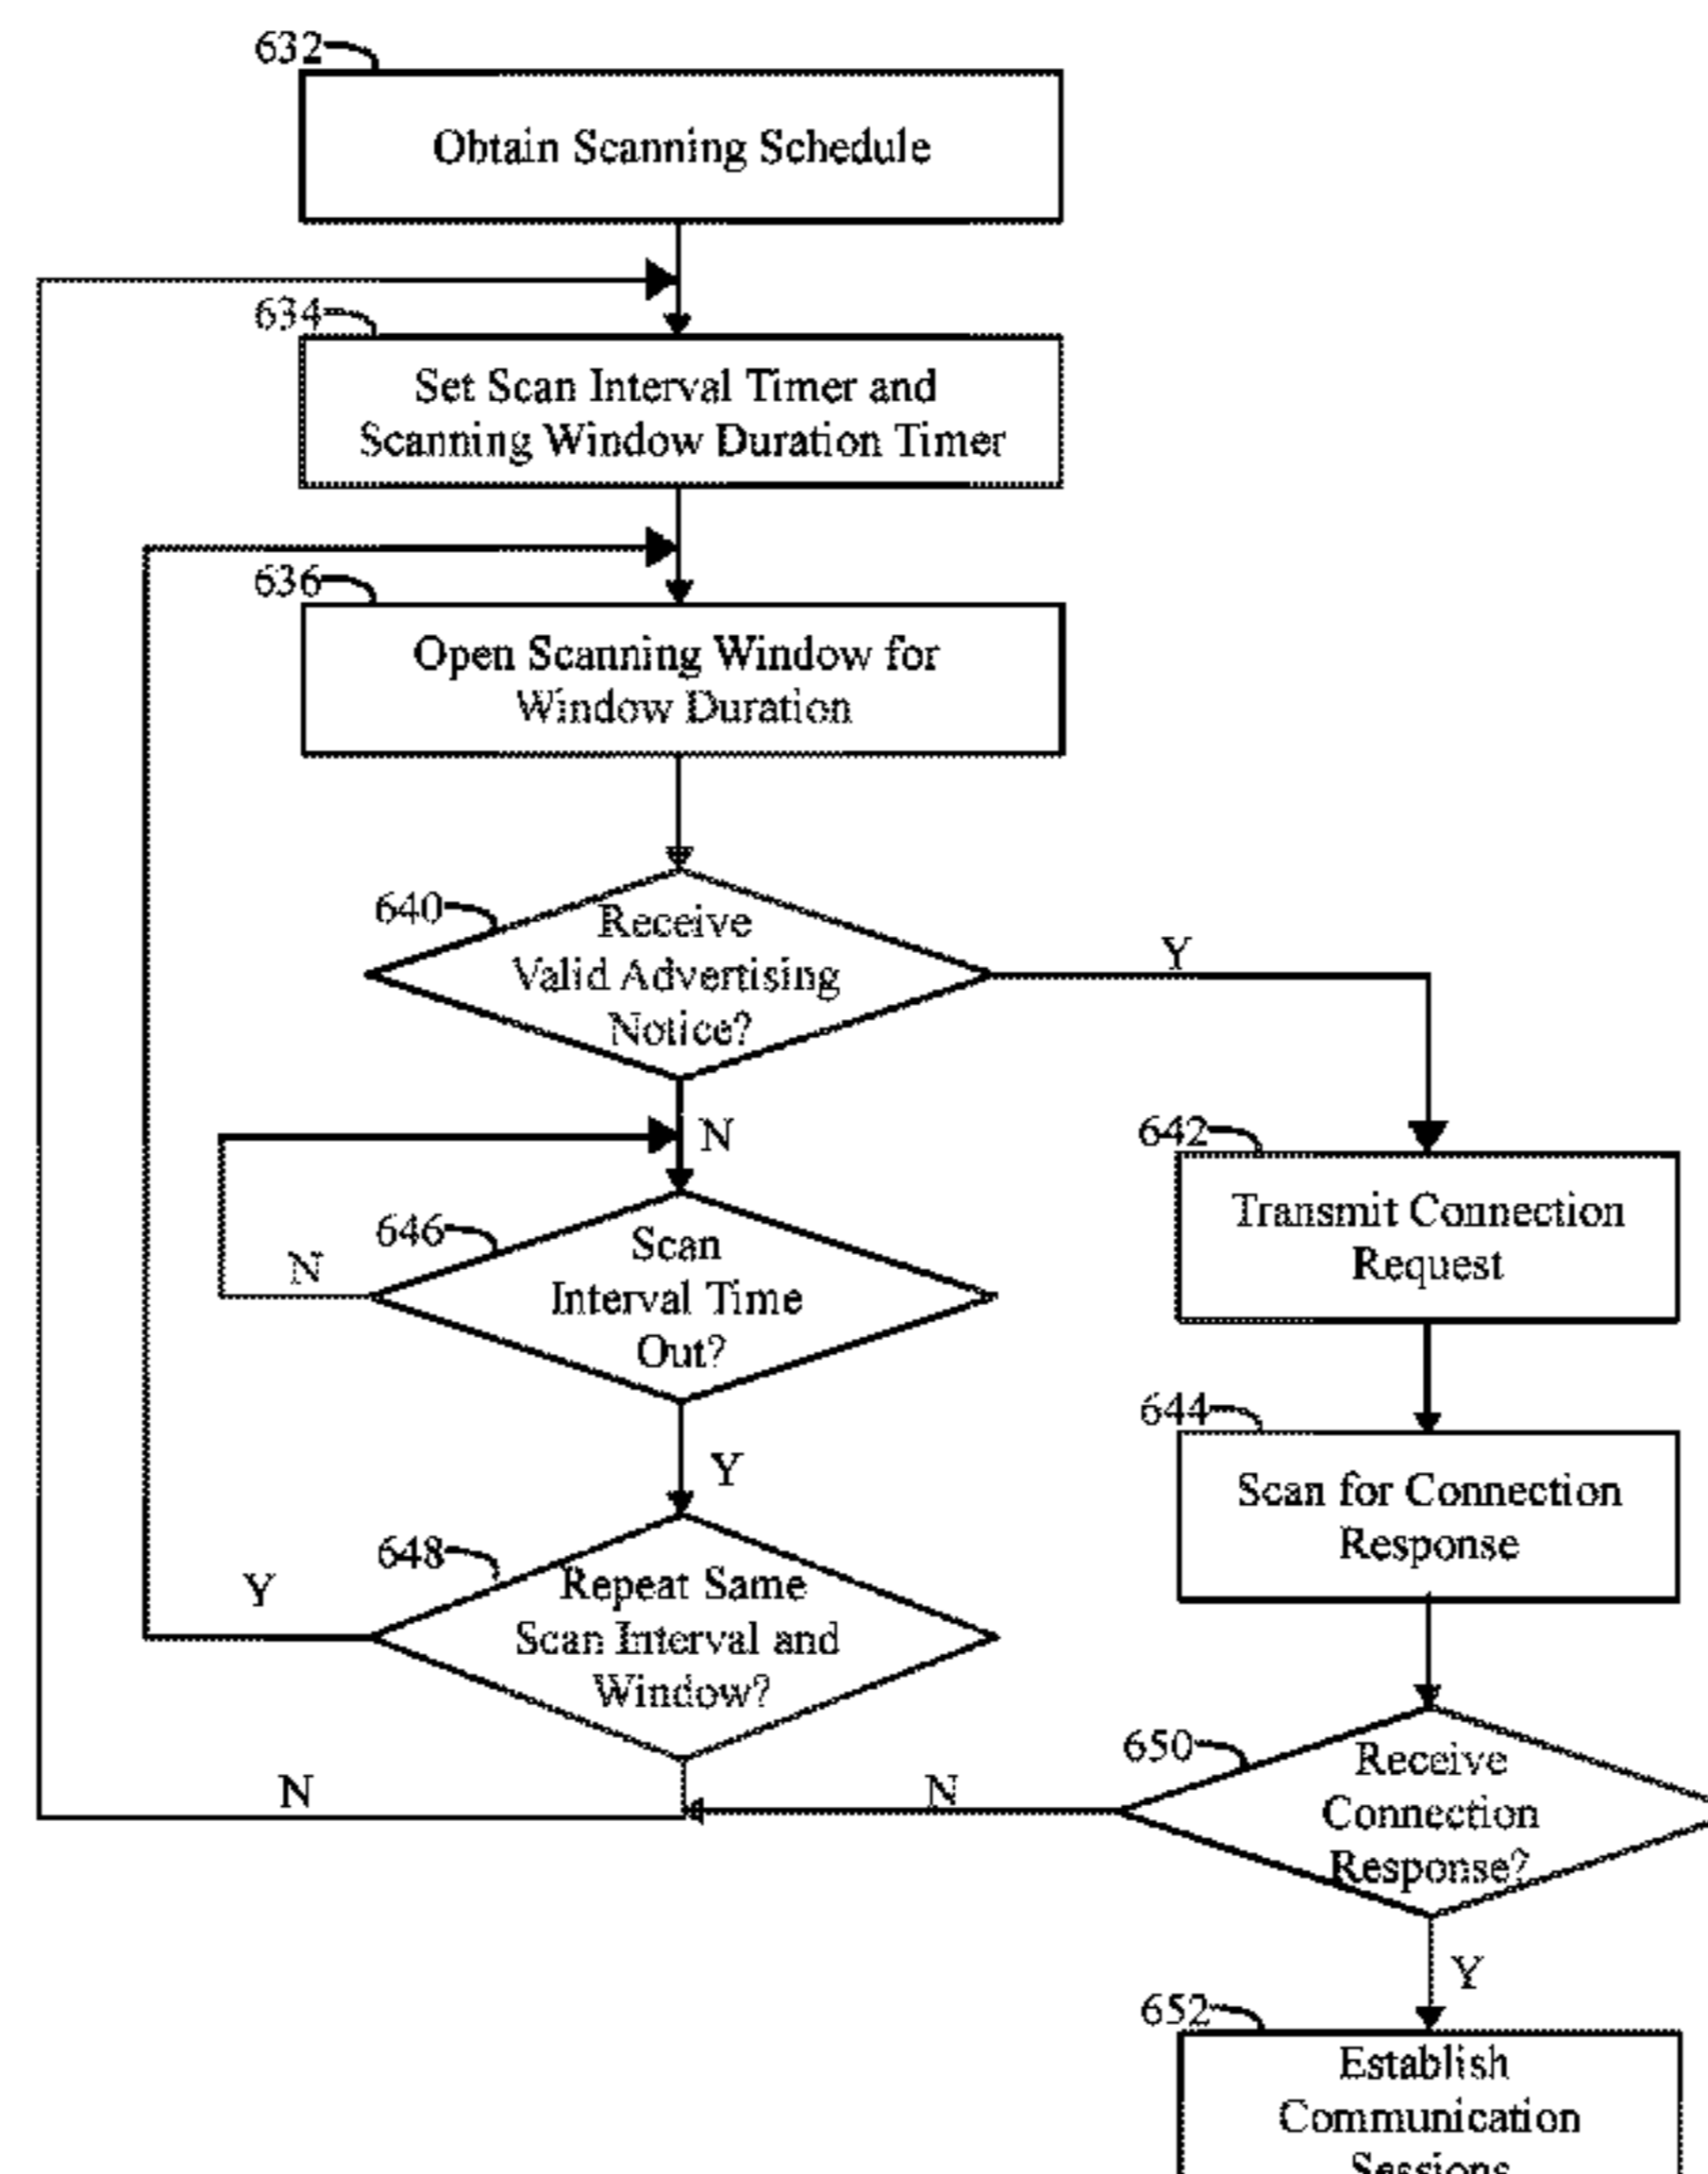 632
Obtain Scanning Schedule
634
Set Scan Interval Timer and
Scanning Window Duration Timer
636
Open Scanning Window for
Window Duration
640
Receive
Valid Advertising
Notice?
Y
N
642
Transmit Connection
Request
646
Scan
Interval Time
Out?
N
Y
644
Scan for Connection
Response
648
Repeat Same
Scan Interval and
Window?
Y
N
650
Receive
Connection
Response?
N
Y
652
Establish
Communication
Sessions